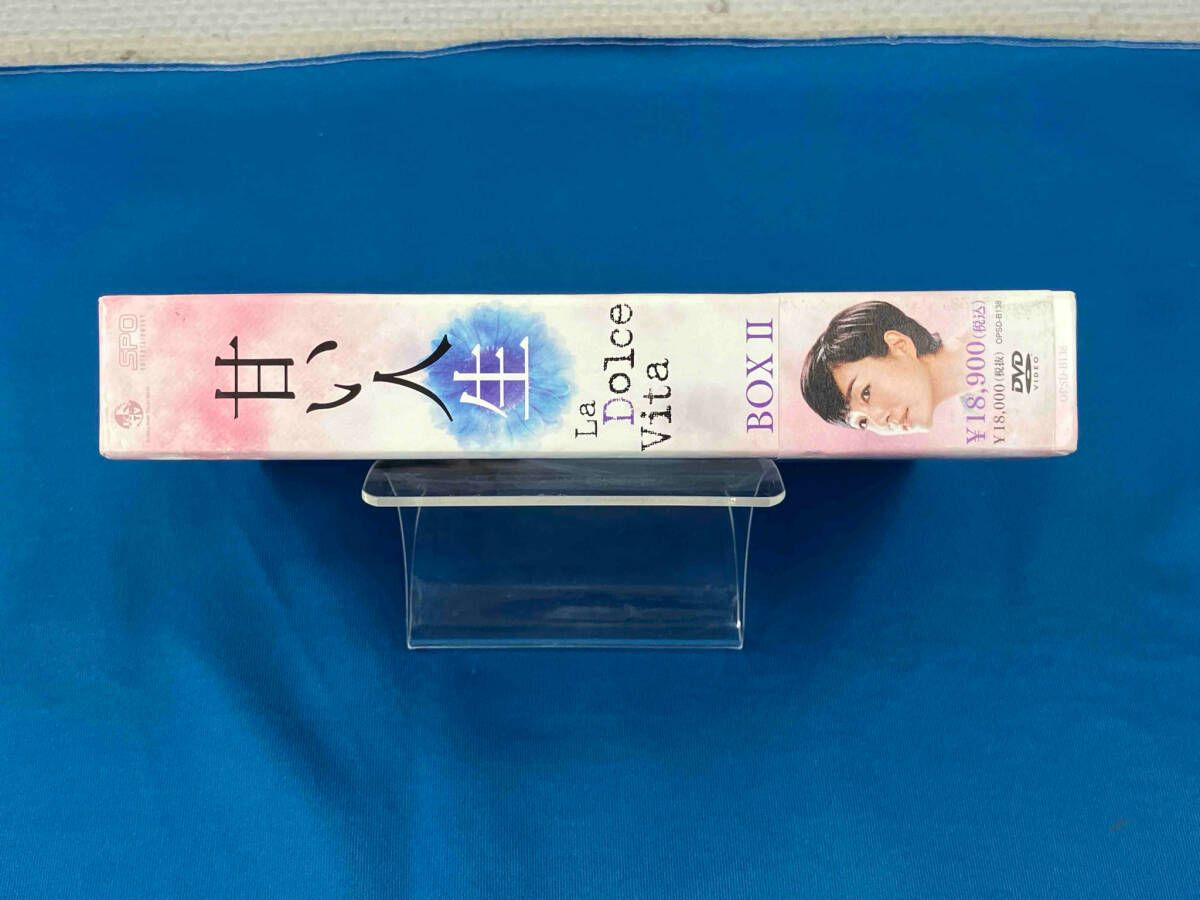 SPO
ENTERTAINMENT
甘い人生
La
Dolce
Vita
BOX II
¥18,900(税込)
¥18,000(税抜) OPSD-B138
DVD
VIDEO